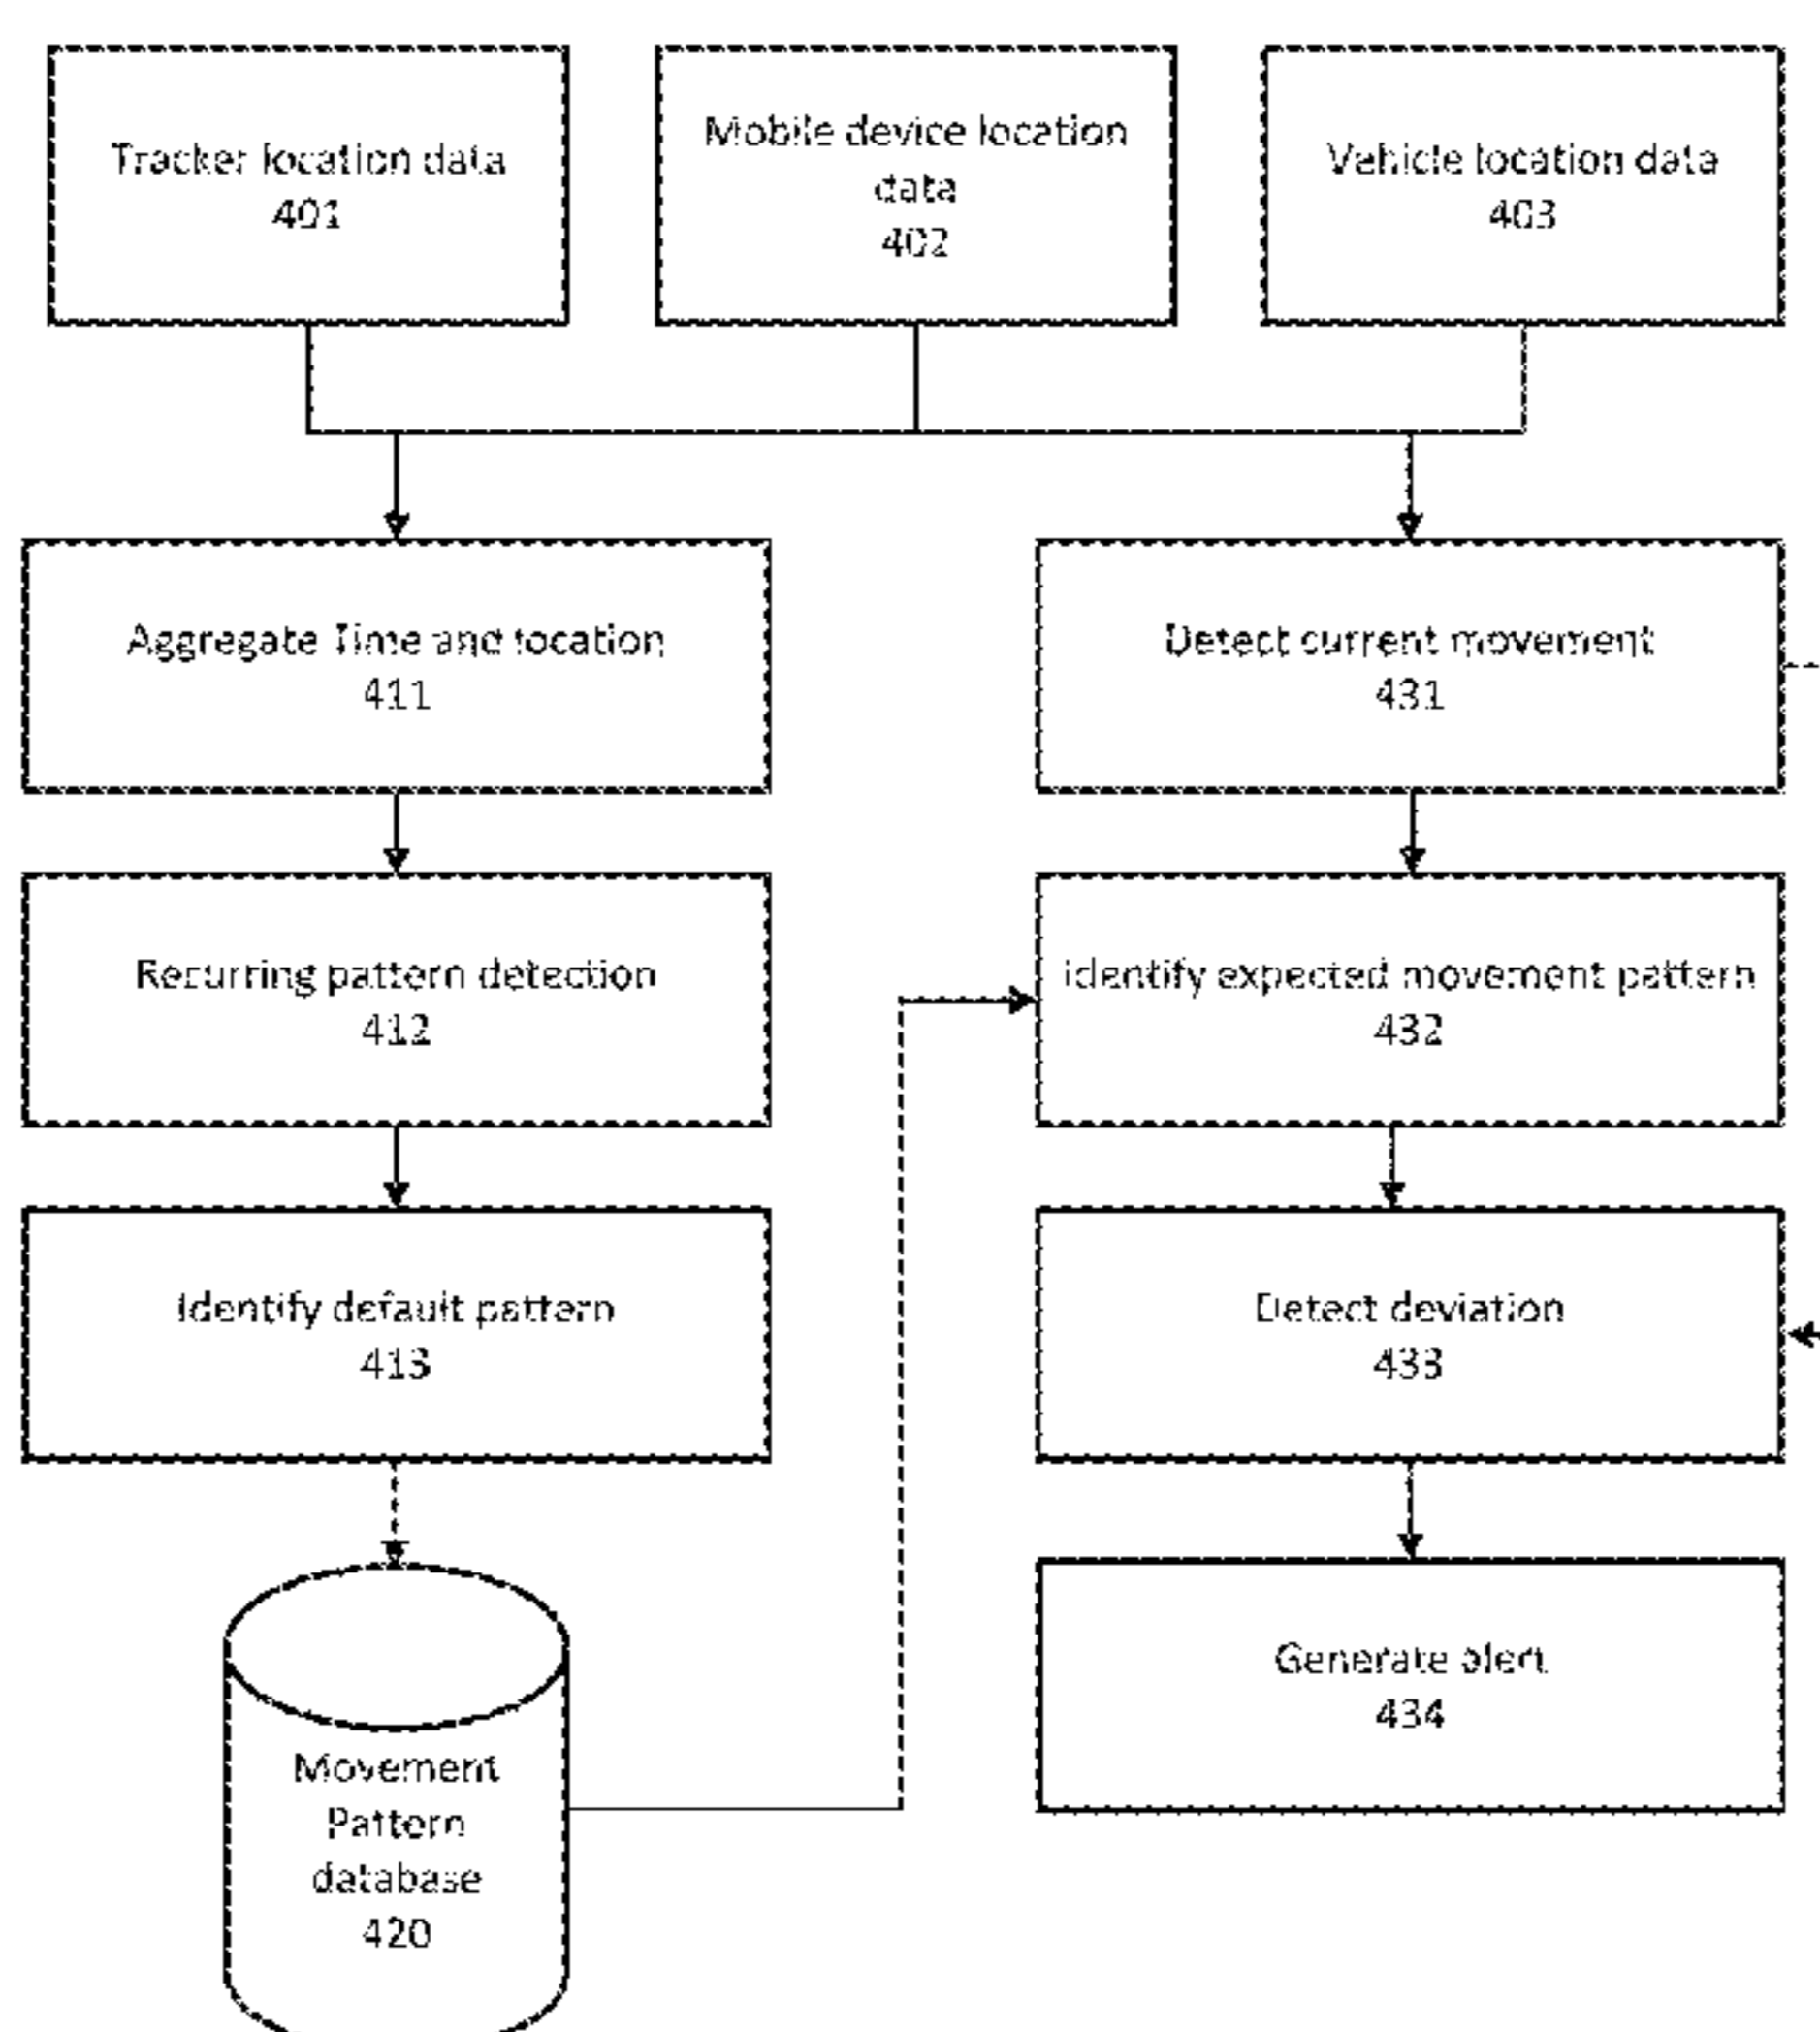 Tracker location data
401
Mobile device location
data
402
Vehicle location data
403
Aggregate Time and location
411
Detect current movement
431
Recurring pattern detection
412
Identify expected movement pattern
432
Identify default pattern
413
Detect deviation
433
Generate alert
434
Movement
Pattern
database
420